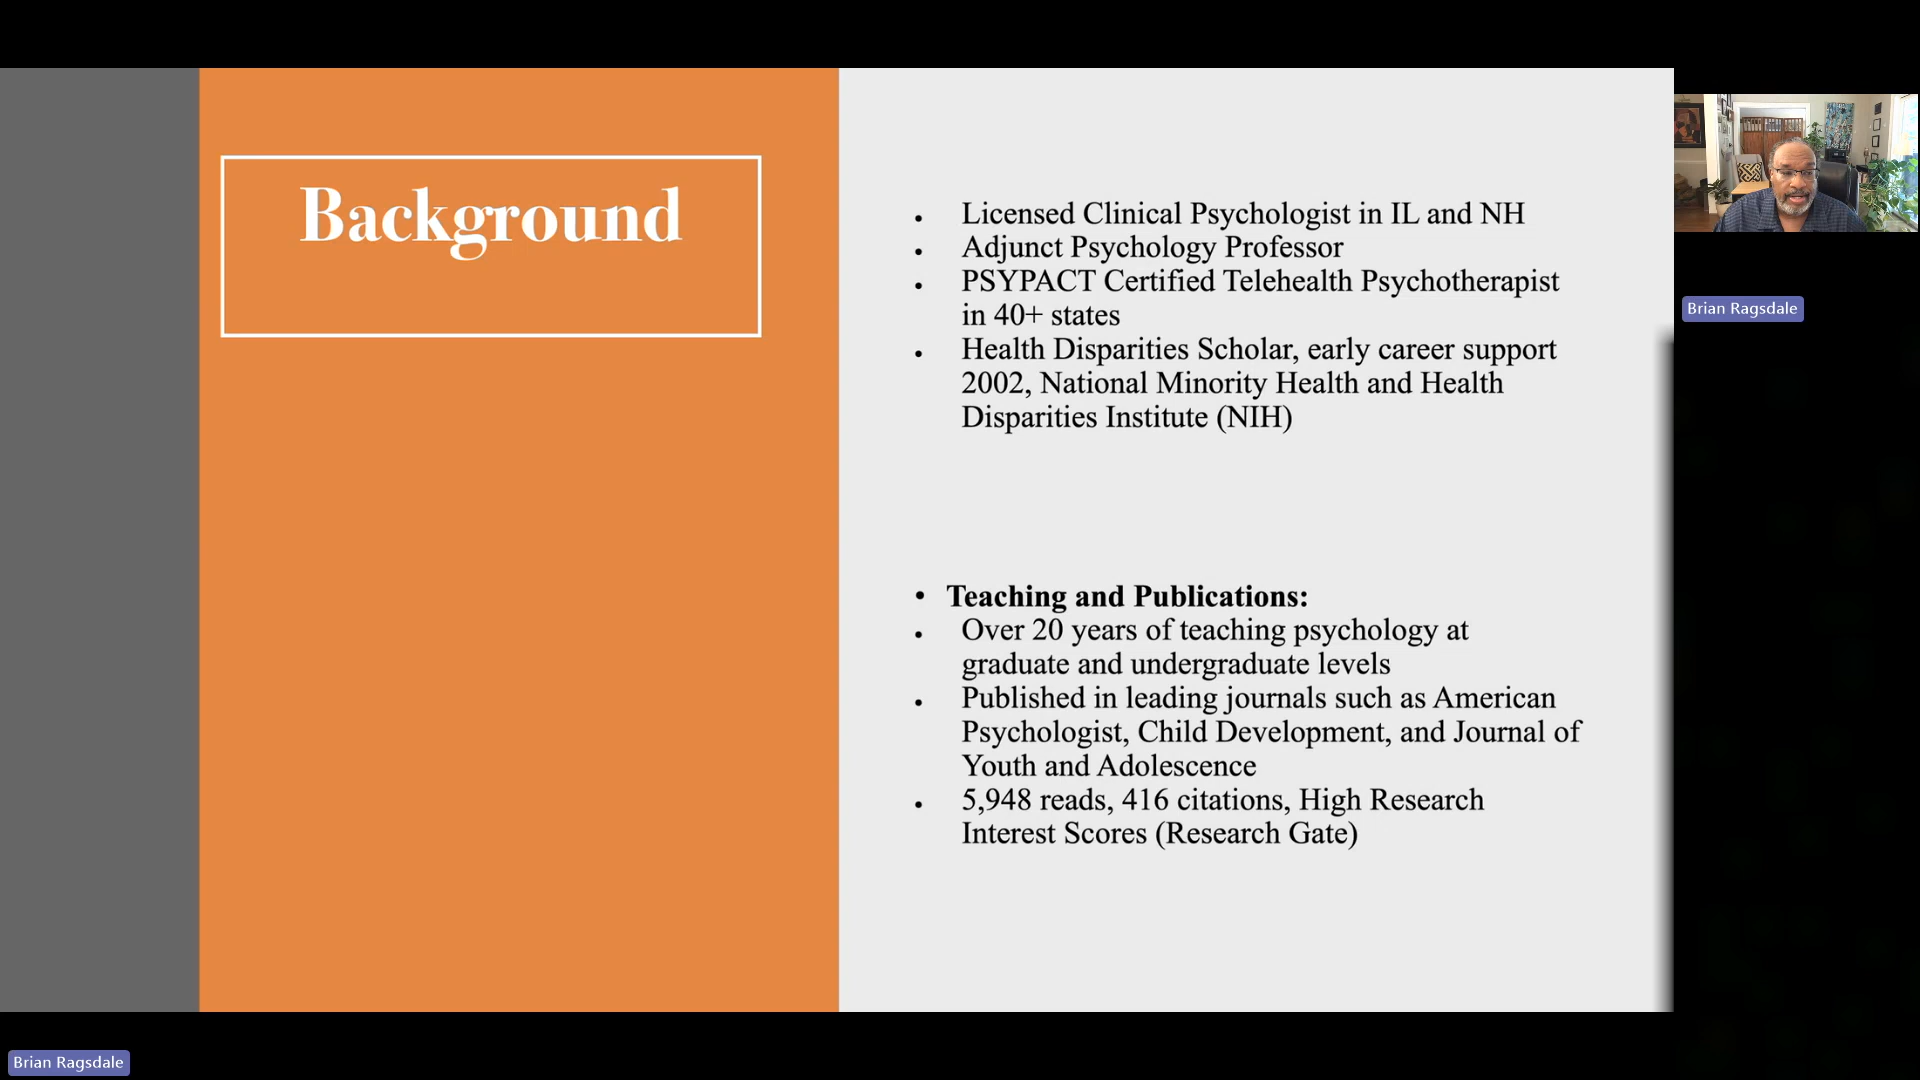 Background
• Licensed Clinical Psychologist in IL and NH
• Adjunct Psychology Professor
• PSYPACT Certified Telehealth Psychotherapist
in 40+ states
• Health Disparities Scholar, early career support
2002, National Minority Health and Health
Disparities Institute (NIH)
• Teaching and Publications:
• Over 20 years of teaching psychology at
graduate and undergraduate levels
• Published in leading journals such as American
Psychologist, Child Development, and Journal of
Youth and Adolescence
• 5,948 reads, 416 citations, High Research
Interest Scores (Research Gate)
Brian Ragsdale
Brian Ragsdale